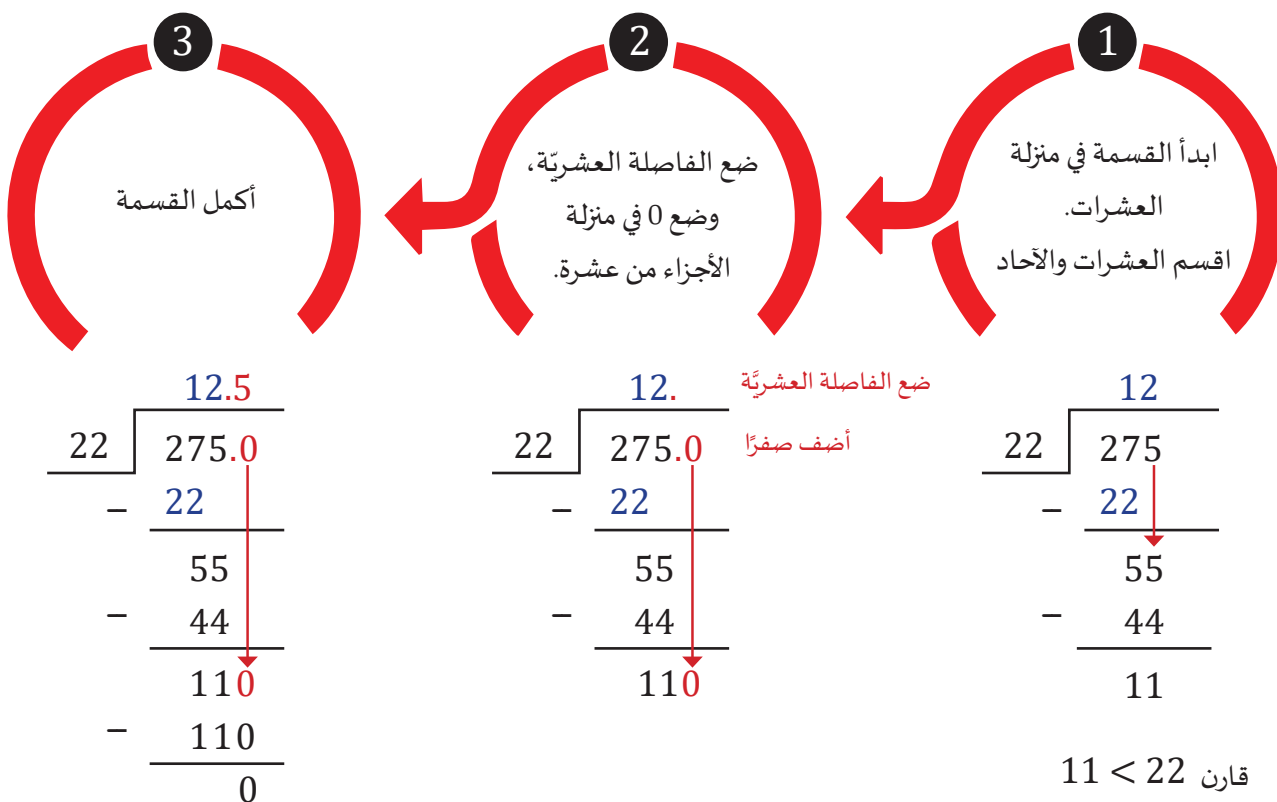 1
ابدأ القسمة في منزلة
العشرات.
اقسم العشرات والآحاد
12
22 275
– 22
55
– 44
11
قارن 11 < 22
2
ضع الفاصلة العشريّة،
وضع 0 في منزلة
الأجزاء من عشرة.
12. ضع الفاصلة العشريَّة
22 275.0 أضف صفرًا
– 22
55
– 44
110
3
أكمل القسمة
12.5
22 275.0
– 22
55
– 44
110
– 110
0